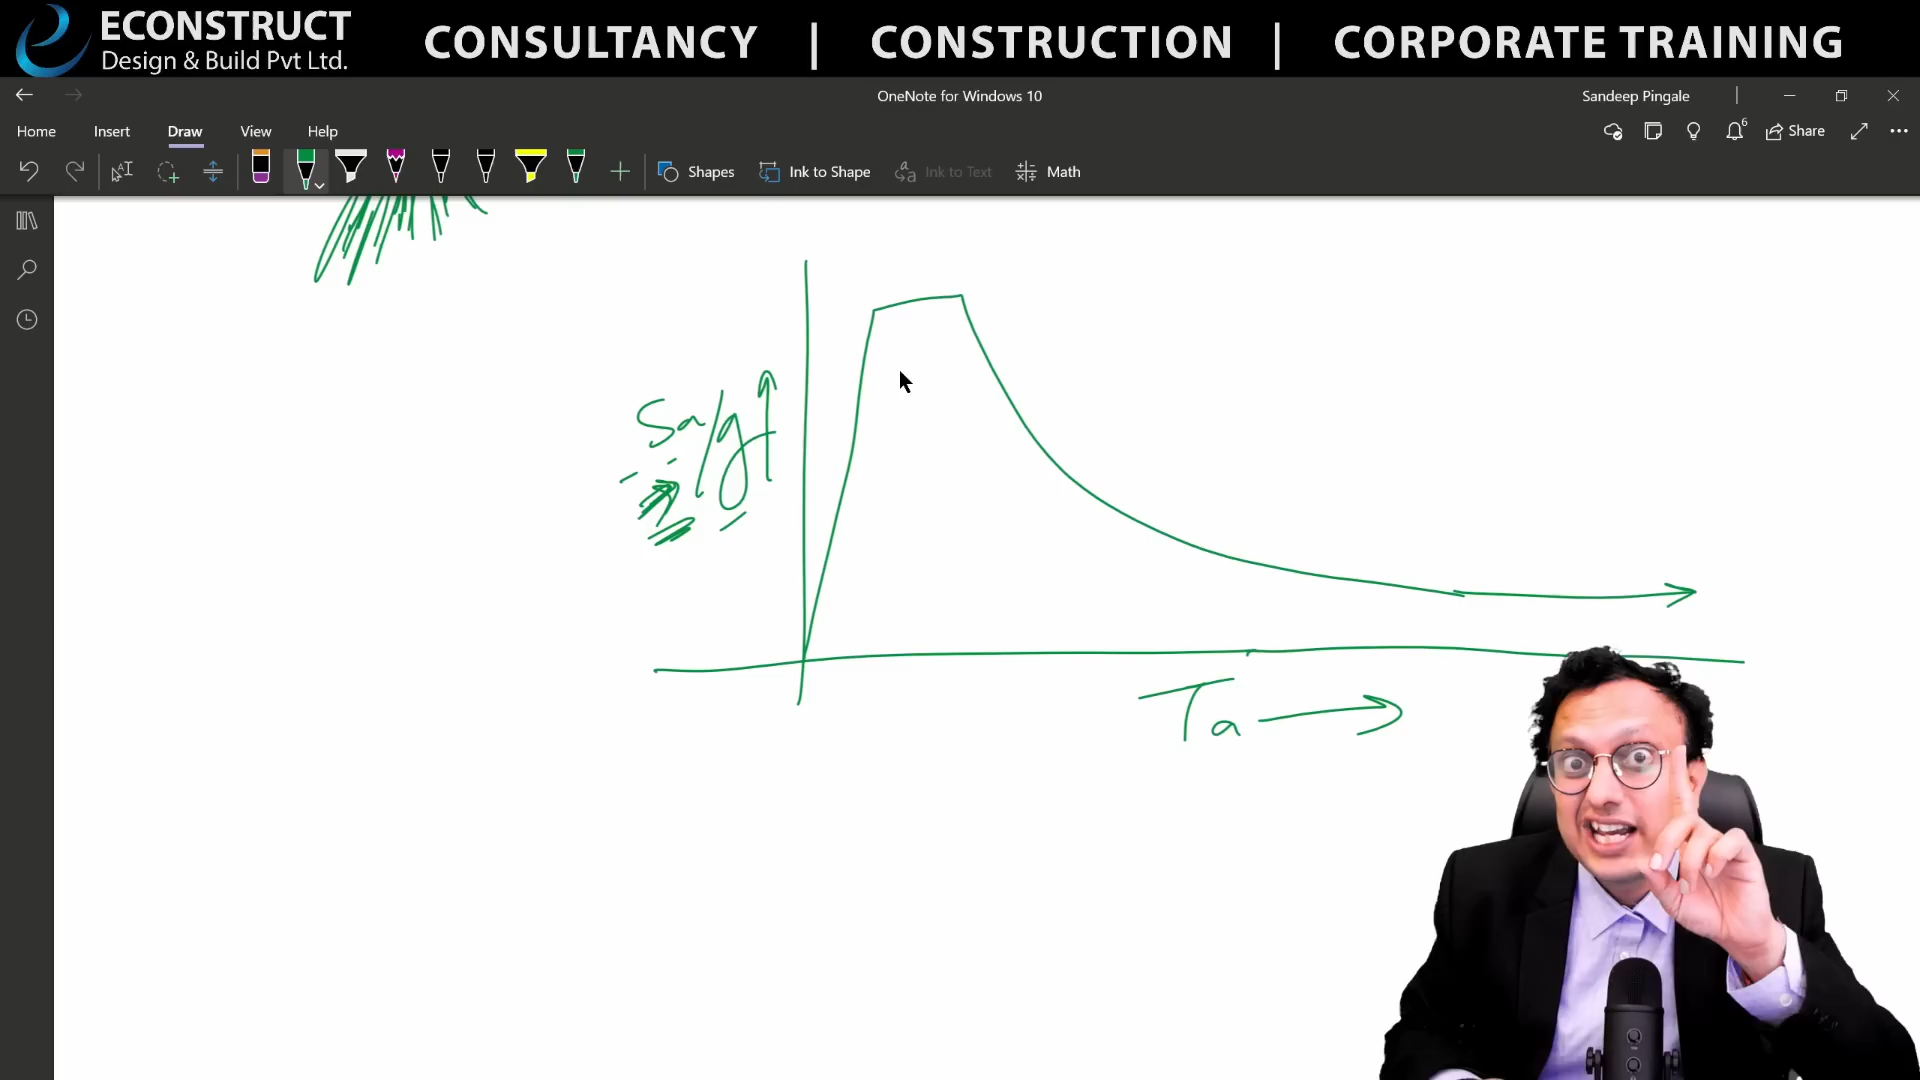 ECONSTRUCT
Design & Build Pvt Ltd.
CONSULTANCY | CONSTRUCTION | CORPORATE TRAINING
OneNote for Windows 10
Sandeep Pingale
Home Insert Draw View Help
6
Share
Shapes
Ink to Shape
Ink to Text
Math
Sa/g
Ta